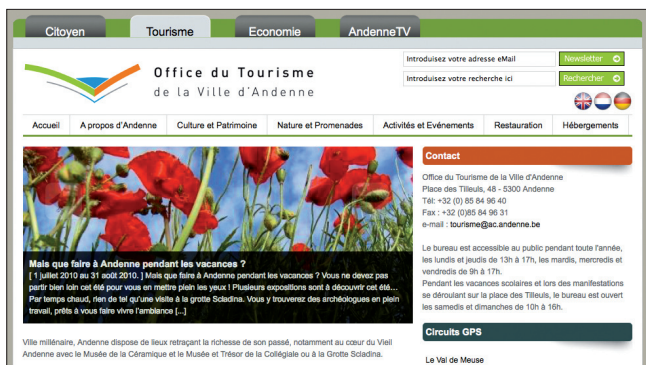 Citoyen Tourisme Economie AndenneTV
Introduisez votre adresse eMail Newsletter
Office du Tourisme
de la Ville d'Andenne
Introduisez votre recherche ici Rechercher
Accueil A propos d'Andenne Culture et Patrimoine Nature et Promenades Activités et Evénements Restauration Hébergements
Mais que faire à Andenne pendant les vacances ?
[ 1 juillet 2010 au 31 août 2010. ] Mais que faire à Andenne pendant les vacances ? Vous ne devez pas
partir bien loin cet été pour vous en mettre plein les yeux ! Plusieurs expositions sont à découvrir cet été…
Par temps chaud, rien de tel qu'une visite à la grotte Scladina. Vous y trouverez des archéologues en plein
travail, prêts à vous faire vivre l'ambiance [...]
Ville millénaire, Andenne dispose de lieux retraçant la richesse de son passé, notamment au cœur du Vieil
Andenne avec le Musée de la Céramique et le Musée et Trésor de la Collégiale ou à la Grotte Scladina.
Contact
Office du Tourisme de la Ville d'Andenne
Place des Tilleuls, 48 - 5300 Andenne
Tél: +32 (0) 85 84 96 40
Fax : +32 (0)85 84 96 31
e-mail : tourisme@ac.andenne.be
Le bureau est accessible au public pendant toute l'année,
les lundis et jeudis de 13h à 17h, les mardis, mercredis et
vendredis de 9h à 17h.
Pendant les vacances scolaires et lors des manifestations
se déroulant sur la place des Tilleuls, le bureau est ouvert
les samedis et dimanches de 10h à 16h.
Circuits GPS
Le Val de Meuse